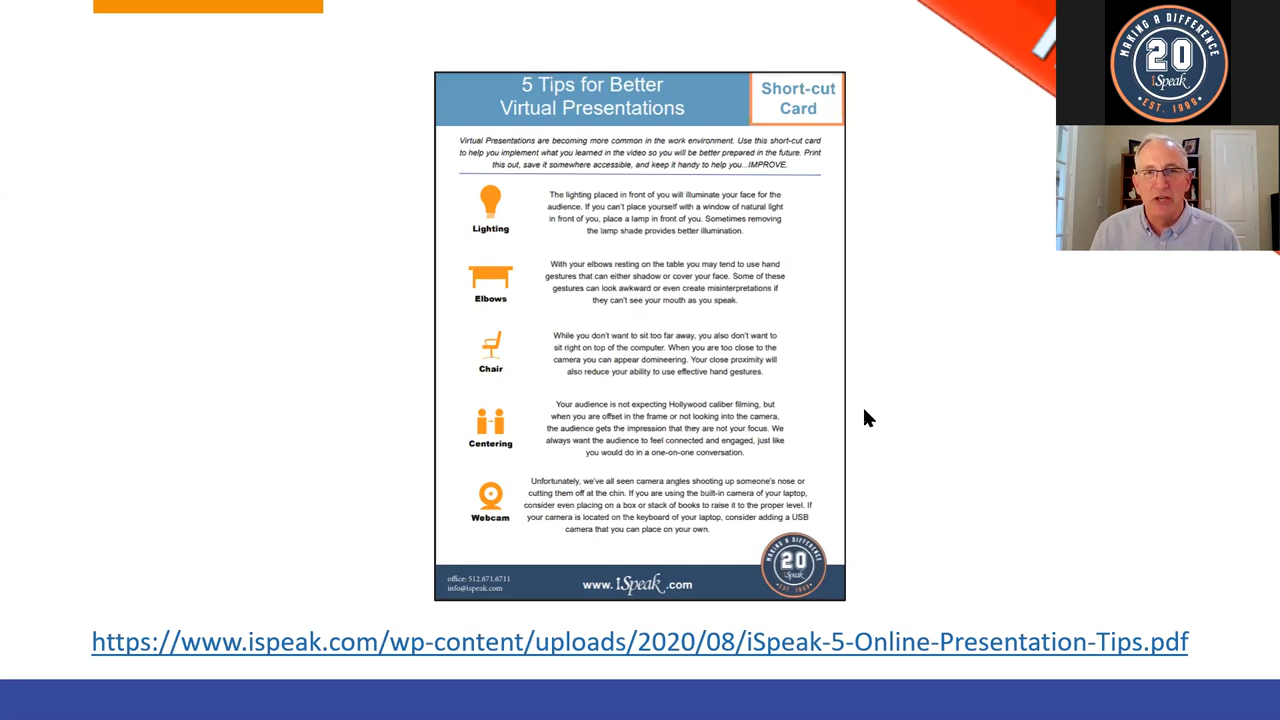 5 Tips for Better
Virtual Presentations
Short-cut
Card
Virtual Presentations are becoming more common in the work environment. Use this short-cut card
to help you implement what you learned in the video so you will be better prepared in the future. Print
this out, save it somewhere accessible, and keep it handy to help you...IMPROVE.
Lighting
The lighting placed in front of you will illuminate your face for the
audience. If you can't place yourself with a window of natural light
in front of you, place a lamp in front of you. Sometimes removing
the lamp shade provides better illumination.
Elbows
With your elbows resting on the table you may tend to use hand
gestures that can either shadow or cover your face. Some of these
gestures can look awkward or even create misinterpretations if
they can't see your mouth as you speak.
Chair
While you don't want to sit too far away, you also don't want to
sit right on top of the computer. When you are too close to the
camera you can appear domineering. Your close proximity will
also reduce your ability to use effective hand gestures.
Centering
Your audience is not expecting Hollywood caliber filming, but
when you are offset in the frame or not looking into the camera,
the audience gets the impression that they are not your focus. We
always want the audience to feel connected and engaged, just like
you would do in a one-on-one conversation.
Webcam
Unfortunately, we've all seen camera angles shooting up someone's nose or
cutting them off at the chin. If you are using the built-in camera of your laptop,
consider even placing on a box or stack of books to raise it to the proper level. If
your camera is located on the keyboard of your laptop, consider adding a USB
camera that you can place on your own.
office: 512.671.6711
info@ispeak.com
www.iSpeak.com
MAKING A DIFFERENCE
20
iSpeak
EST. 1999
https://www.ispeak.com/wp-content/uploads/2020/08/iSpeak-5-Online-Presentation-Tips.pdf
MAKING A DIFFERENCE
20
iSpeak
EST. 1999